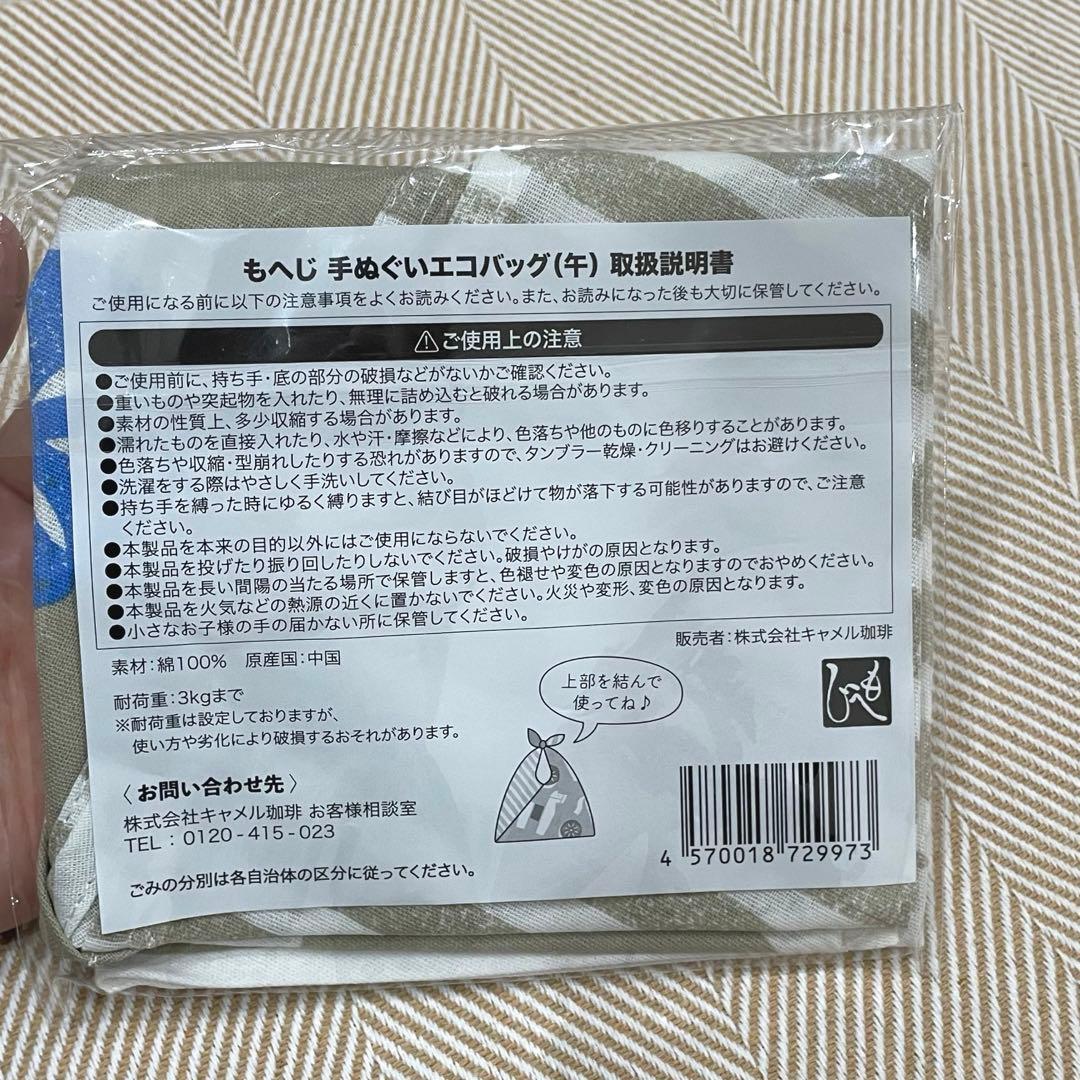 もへじ 手ぬぐいエコバッグ(午) 取扱説明書
ご使用になる前に以下の注意事項をよくお読みください。また、お読みになった後も大切に保管してください。
⚠ご使用上の注意
●ご使用前に、持ち手・底の部分の破損などがないかご確認ください。
●重いものや突起物を入れたり、無理に詰め込むと破れる場合があります。
●素材の性質上、多少収縮する場合があります。
●濡れたものを直接入れたり、水や汗・摩擦などにより、色落ちや他のものに色移りすることがあります。
●色落ちや収縮・型崩れしたりする恐れがありますので、タンブラー乾燥・クリーニングはお避けください。
●洗濯をする際はやさしく手洗いしてください。
●持ち手を縛った時にゆるく縛りますと、結び目がほどけて物が落下する可能性がありますので、ご注意
ください。
●本製品を本来の目的以外にはご使用にならないでください。
●本製品を投げたり振り回したりしないでください。破損やけがの原因となります。
●本製品を長い間陽の当たる場所で保管しますと、色褪せや変色の原因となりますのでおやめください。
●本製品を火気などの熱源の近くに置かないでください。火災や変形、変色の原因となります。
●小さなお子様の手の届かない所に保管してください。
販売者:株式会社キャメル珈琲
素材:綿100% 原産国:中国
耐荷重:3kgまで
※耐荷重は設定しておりますが、
使い方や劣化により破損するおそれがあります。
上部を結んで
使ってね♪
もへじ
〈お問い合わせ先〉
株式会社キャメル珈琲 お客様相談室
TEL : 0120-415-023
ごみの分別は各自治体の区分に従ってください。
4 570018 729973